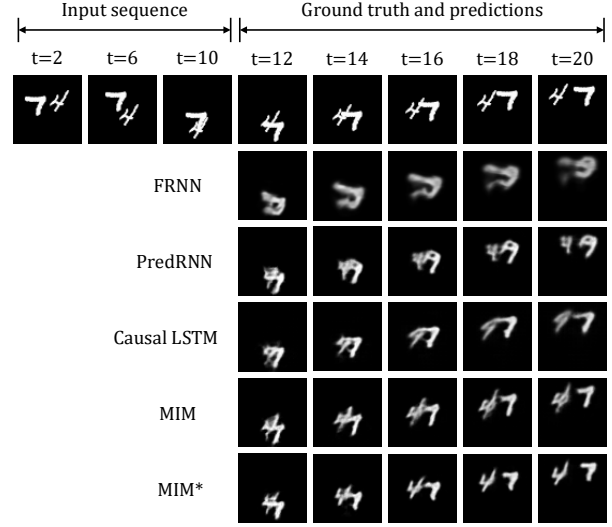 Input sequence Ground truth and predictions
t=2 t=6 t=10 t=12 t=14 t=16 t=18 t=20
FRNN
PredRNN
Causal LSTM
MIM
MIM*